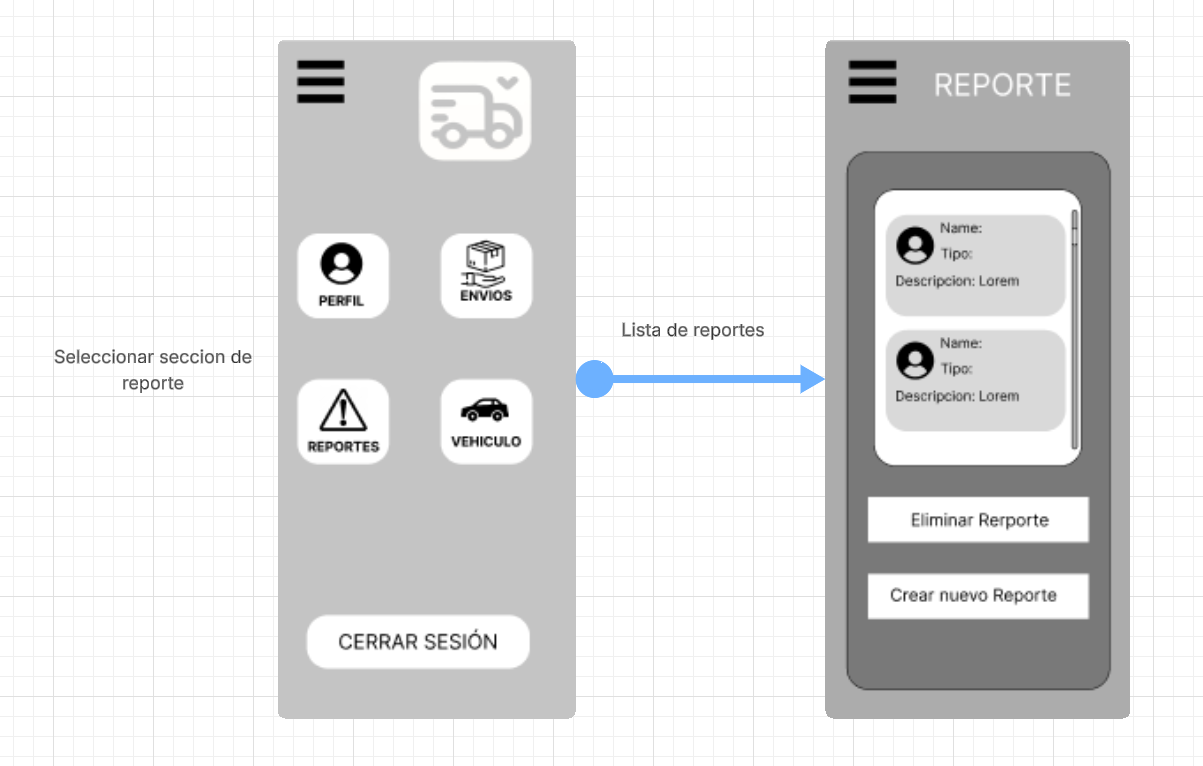 Seleccionar seccion de
reporte
PERFIL
ENVIOS
REPORTES
VEHICULO
CERRAR SESIÓN
Lista de reportes
REPORTE
Name:
Tipo:
Descripcion: Lorem
Name:
Tipo:
Descripcion: Lorem
Eliminar Rerporte
Crear nuevo Reporte